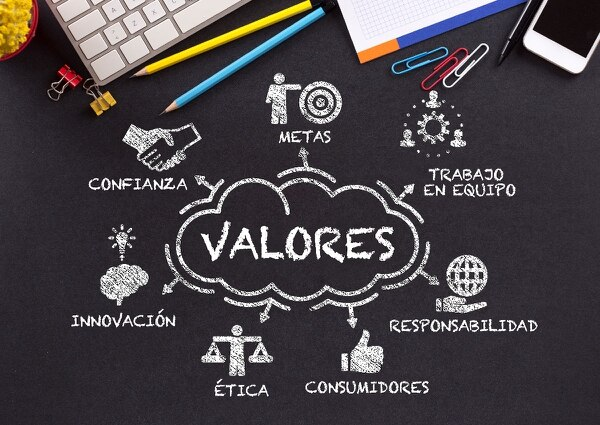 METAS
CONFIANZA
TRABAJO
EN EQUIPO
VALORES
INNOVACIÓN
RESPONSABILIDAD
ÉTICA
CONSUMIDORES